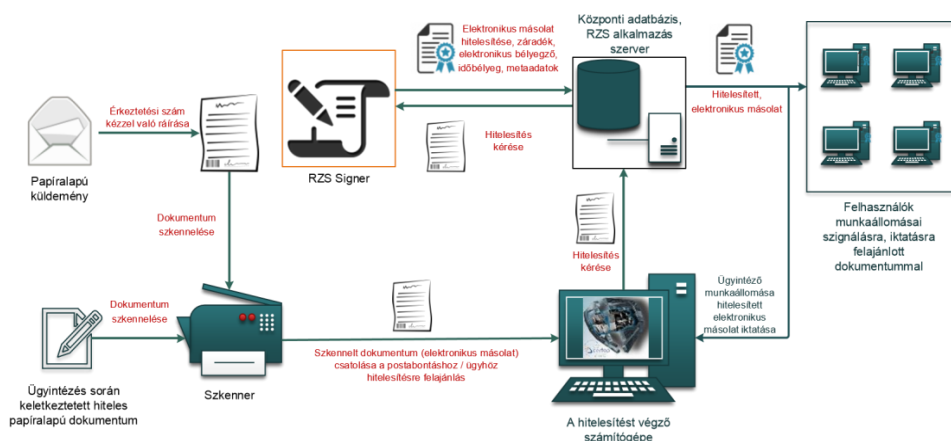 Elektronikus másolat
hitelesítése, záradék,
elektronikus bélyegző,
időbélyeg, metaadatok
Központi adatbázis,
RZS alkalmazás
szerver
Érkeztetési szám
kézzel való ráírása
Hitelesített,
elektronikus másolat
Hitelesítés
kérése
RZS Signer
Papíralapú
küldemény
Felhasználók
munkaállomásai
szignálásra, iktatásra
felajánlott
dokumentummal
Dokumentum
szkennelése
Hitelesítés
kérése
Ügyintéző
munkaállomása
hitelesített
elektronikus
másolat iktatása
Dokumentum
szkennelése
Szkennelt dokumentum (elektronikus másolat)
csatolása a postabontáshoz / ügyhöz
hitelesítésre felajánlás
Ügyintézés során
keletkeztetett hiteles
papíralapú dokumentum
Szkenner
A hitelesítést végző
számítógépe